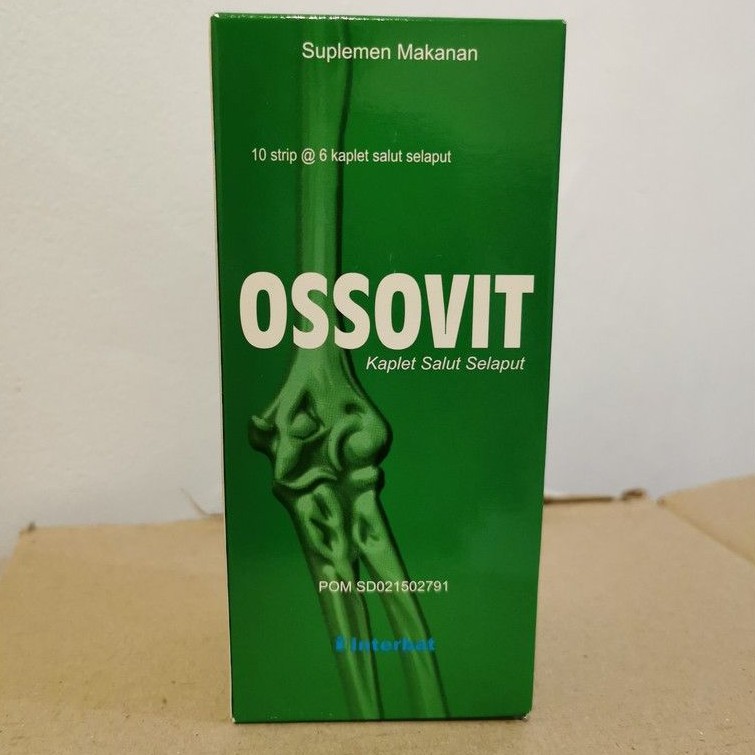 Suplemen Makanan
10 strip @ 6 kaplet salut selaput
OSSOVIT
Kaplet Salut Selaput
POM SD021502791
Interbat